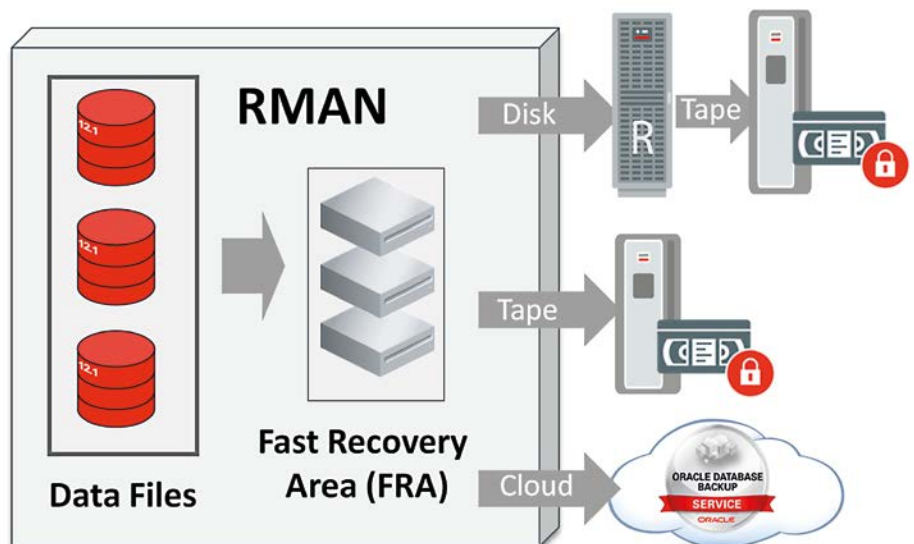 RMAN
12.1
12.1
12.1
Data Files
Fast Recovery
Area (FRA)
Disk
R
Tape
Tape
Cloud
ORACLE DATABASE
BACKUP
SERVICE
ORACLE